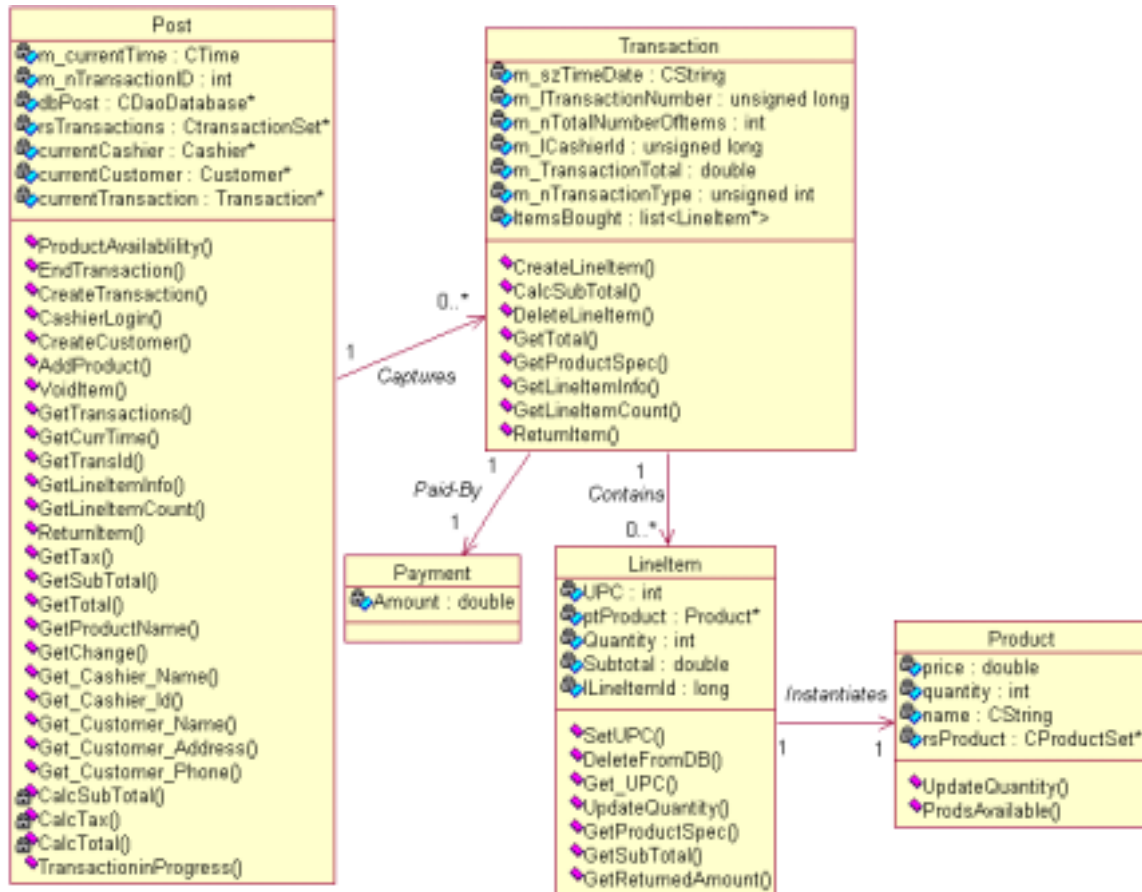 Post
m_currentTime : CTime
m_nTransactionID : int
dbPost : CDaoDatabase*
rsTransactions : CtransactionSet*
currentCashier : Cashier*
currentCustomer : Customer*
currentTransaction : Transaction*
ProductAvailablility()
EndTransaction()
CreateTransaction()
CashierLogin()
CreateCustomer()
AddProduct()
VoidItem()
GetTransactions()
GetCurrTime()
GetTransId()
GetLineItemInfo()
GetLineItemCount()
ReturnItem()
GetTax()
GetSubTotal()
GetTotal()
GetProductName()
GetChange()
Get_Cashier_Name()
Get_Cashier_Id()
Get_Customer_Name()
Get_Customer_Address()
Get_Customer_Phone()
CalcSubTotal()
CalcTax()
CalcTotal()
TransactioninProgress()
1
Captures
0..*
Transaction
m_szTimeDate : CString
m_lTransactionNumber : unsigned long
m_nTotalNumberOfItems : int
m_lCashierId : unsigned long
m_TransactionTotal : double
m_nTransactionType : unsigned int
ItemsBought : list<LineItem*>
CreateLineItem()
CalcSubTotal()
DeleteLineItem()
GetTotal()
GetProductSpec()
GetLineItemInfo()
GetLineItemCount()
ReturnItem()
1
Paid-By
1
1
Contains
0..*
Payment
Amount : double
LineItem
UPC : int
ptProduct : Product*
Quantity : int
Subtotal : double
lLineItemId : long
SetUPC()
DeleteFromDB()
Get_UPC()
UpdateQuantity()
GetProductSpec()
GetSubTotal()
GetReturnedAmount()
Instantiates
1
1
Product
price : double
quantity : int
name : CString
rsProduct : CProductSet*
UpdateQuantity()
ProdsAvailable()